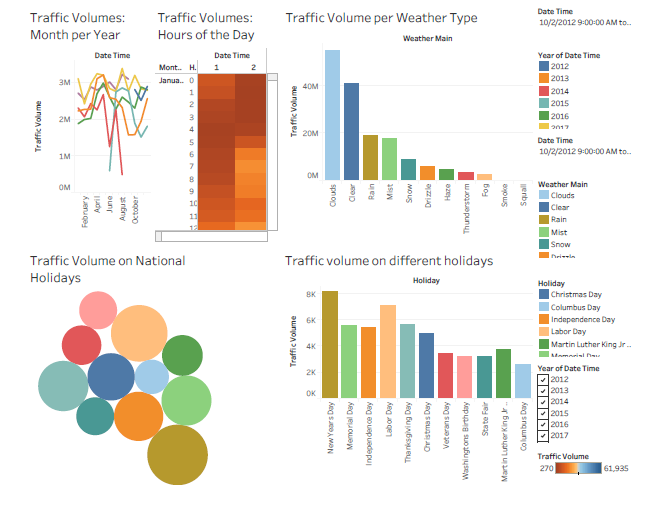 Traffic Volumes:
Month per Year
Date Time
Traffic Volume
3M
2M
1M
0M
February
April
June
August
October
Traffic Volumes:
Hours of the Day
Date Time
Mont.. H. 1 2
Janua.. 0
1
2
3
4
5
6
7
8
9
10
11
12
Traffic Volume per Weather Type
Weather Main
Traffic Volume
40M
20M
0M
Clouds
Clear
Rain
Mist
Snow
Drizzle
Haze
Thunderstorm
Fog
Smoke
Squall
Date Time
10/2/2012 9:00:00 AM to..
Year of Date Time
2012
2013
2014
2015
2016
2017
Date Time
10/2/2012 9:00:00 AM to..
Weather Main
Clouds
Clear
Rain
Mist
Snow
Drizzle
Traffic Volume on National
Holidays
Traffic volume on different holidays
Holiday
Traffic Volume
8K
6K
4K
2K
0K
New Years Day
Memorial Day
Independence Day
Labor Day
Thanksgiving Day
Christmas Day
Veterans Day
Washingtons Birthday
State Fair
Martin Luther King Jr ..
Columbus Day
Holiday
Christmas Day
Columbus Day
Independence Day
Labor Day
Martin Luther King Jr ..
Memorial Day
Year of Date Time
2012
2013
2014
2015
2016
2017
Traffic Volume
270 61,935